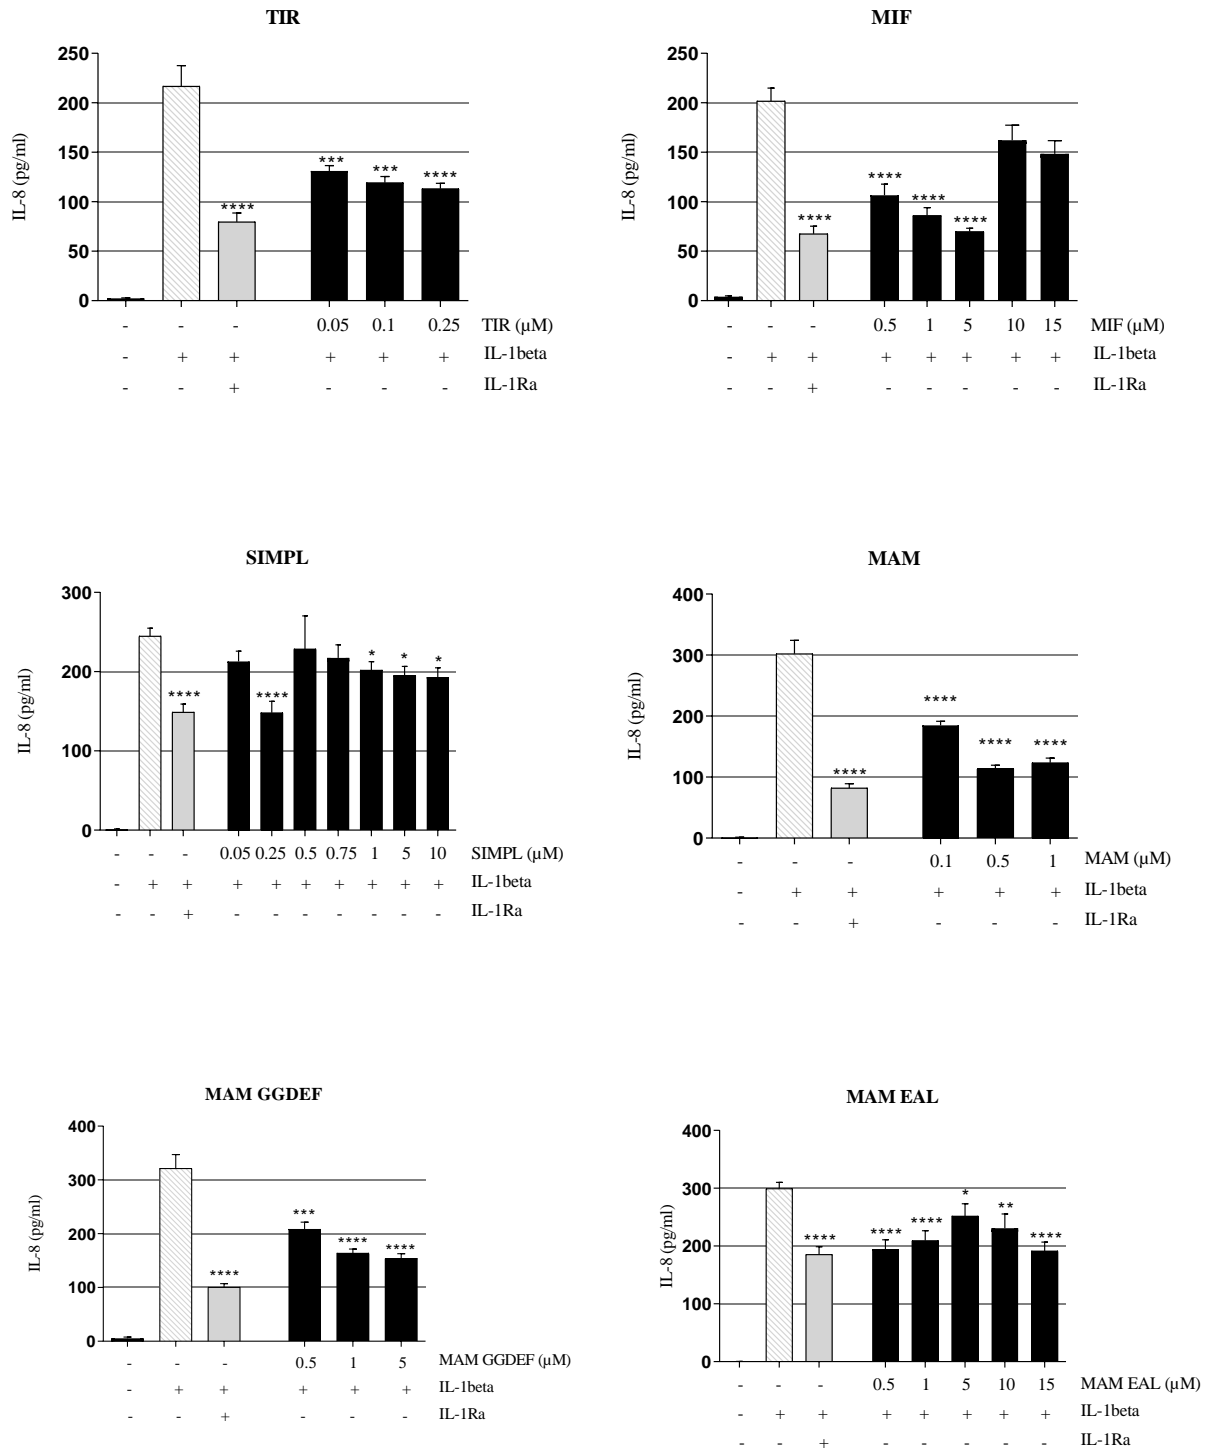 TIR
250
200
150
100
50
0
IL-8 (pg/ml)
**** *** *** ****
- - - 0.05 0.1 0.25 TIR (µM)
- + + + + + IL-1beta
- - + - - - IL-1Ra
MIF
250
200
150
100
50
0
IL-8 (pg/ml)
**** **** **** ****
- - - 0.5 1 5 10 15 MIF (µM)
- + + + + + + + IL-1beta
- - + - - - - - IL-1Ra
SIMPL
300
200
100
0
IL-8 (pg/ml)
**** **** * * *
- - - 0.05 0.25 0.5 0.75 1 5 10 SIMPL (µM)
- + + + + + + + + + IL-1beta
- - + - - - - - - - IL-1Ra
MAM
400
300
200
100
0
IL-8 (pg/ml)
**** **** **** ****
- - - 0.1 0.5 1 MAM (µM)
- + + + + + IL-1beta
- - + - - - IL-1Ra
MAM GGDEF
400
300
200
100
0
IL-8 (pg/ml)
**** *** **** ****
- - - 0.5 1 5 MAM GGDEF (µM)
- + + + + + IL-1beta
- - + - - - IL-1Ra
MAM EAL
400
300
200
100
0
IL-8 (pg/ml)
**** **** **** * ** ****
- - - 0.5 1 5 10 15 MAM EAL (µM)
- + + + + + + + IL-1beta
- - + - - - - - IL-1Ra